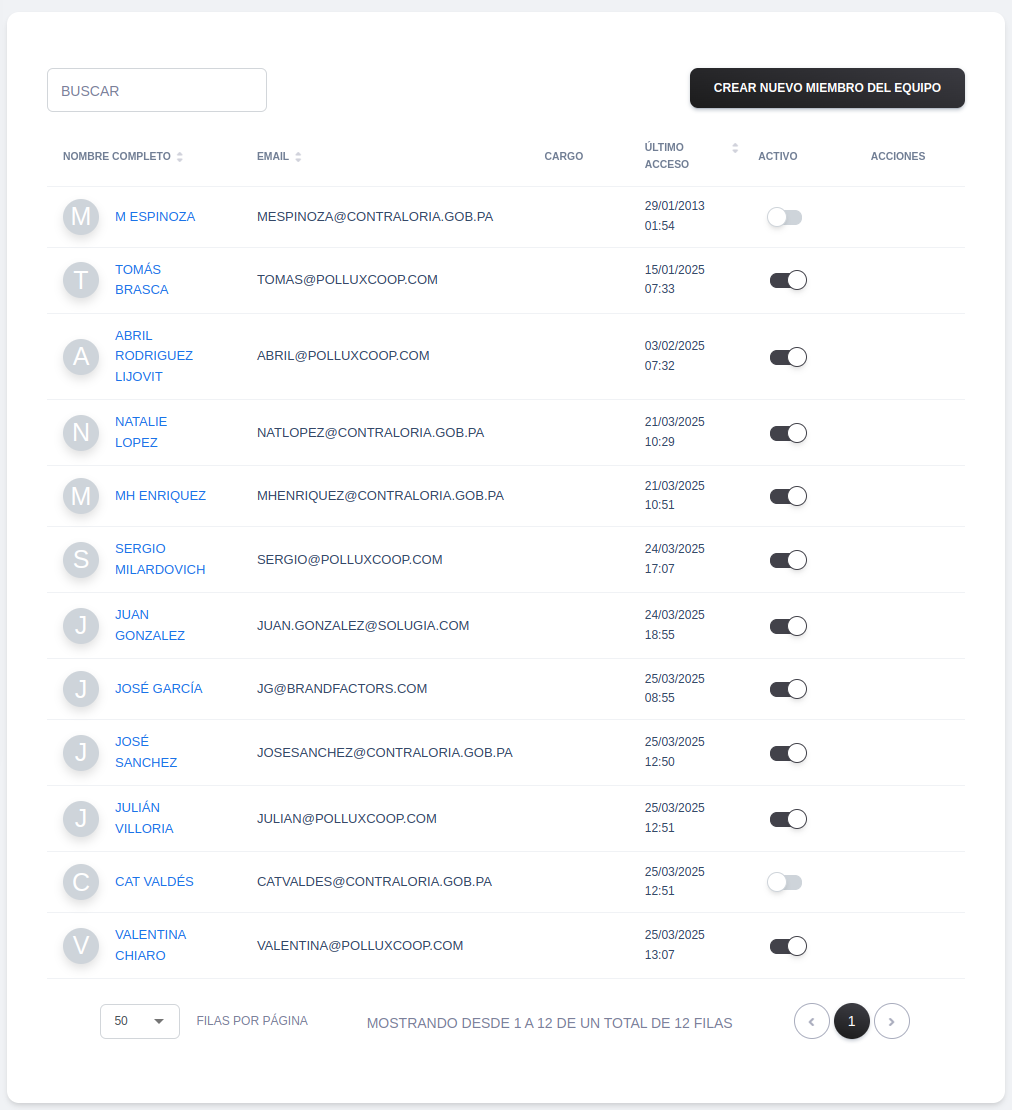 BUSCAR
CREAR NUEVO MIEMBRO DEL EQUIPO
NOMBRE COMPLETO
EMAIL
CARGO
ÚLTIMO
ACCESO
ACTIVO
ACCIONES
M
M ESPINOZA
MESPINOZA@CONTRALORIA.GOB.PA
29/01/2013
01:54
T
TOMÁS
BRASCA
TOMAS@POLLUXCOOP.COM
15/01/2025
07:33
A
ABRIL
RODRIGUEZ
LIJOVIT
ABRIL@POLLUXCOOP.COM
03/02/2025
07:32
N
NATALIE
LOPEZ
NATLOPEZ@CONTRALORIA.GOB.PA
21/03/2025
10:29
M
MH ENRIQUEZ
MHENRIQUEZ@CONTRALORIA.GOB.PA
21/03/2025
10:51
S
SERGIO
MILARDOVICH
SERGIO@POLLUXCOOP.COM
24/03/2025
17:07
J
JUAN
GONZALEZ
JUAN.GONZALEZ@SOLUGIA.COM
24/03/2025
18:55
J
JOSÉ GARCÍA
JG@BRANDFACTORS.COM
25/03/2025
08:55
J
JOSÉ
SANCHEZ
JOSESANCHEZ@CONTRALORIA.GOB.PA
25/03/2025
12:50
J
JULIÁN
VILLORIA
JULIAN@POLLUXCOOP.COM
25/03/2025
12:51
C
CAT VALDÉS
CATVALDES@CONTRALORIA.GOB.PA
25/03/2025
12:51
V
VALENTINA
CHIARO
VALENTINA@POLLUXCOOP.COM
25/03/2025
13:07
50
FILAS POR PÁGINA
MOSTRANDO DESDE 1 A 12 DE UN TOTAL DE 12 FILAS
‹ 1 ›